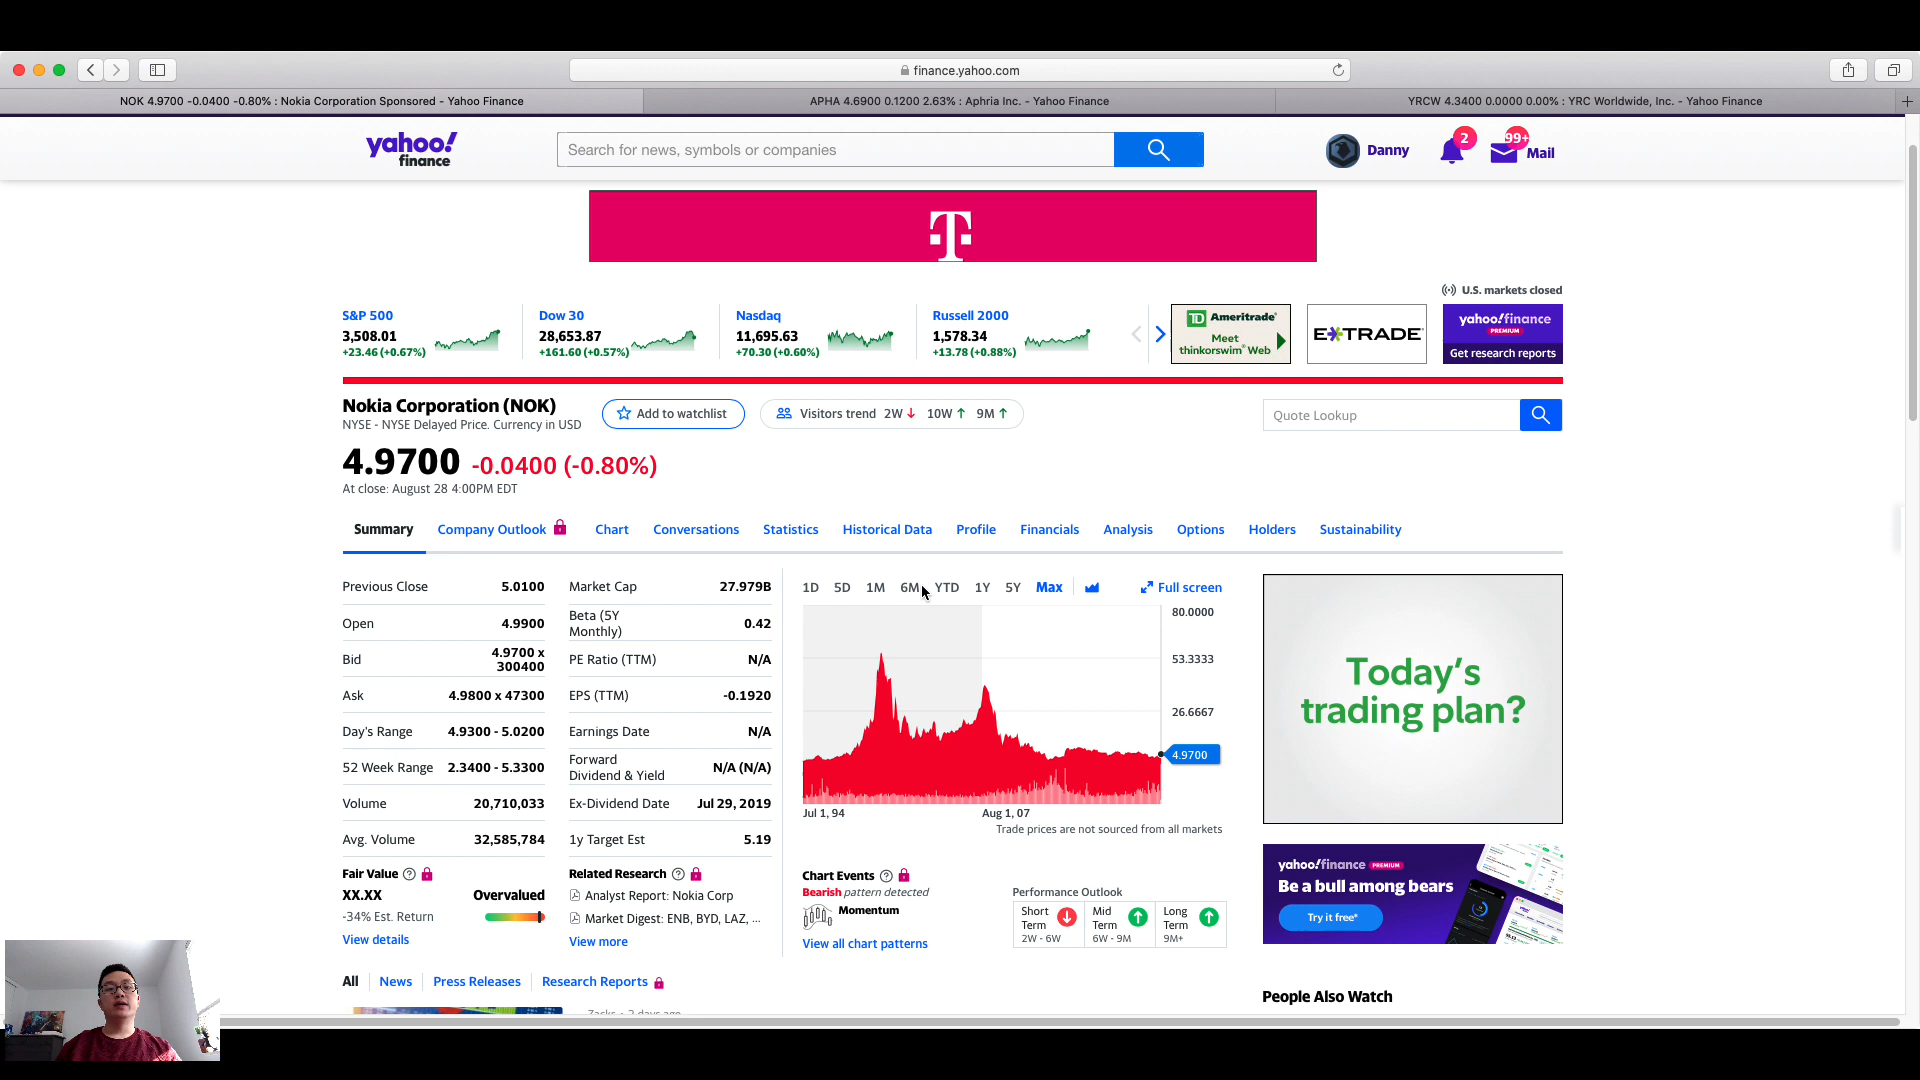 finance.yahoo.com
NOK 4.9700 -0.0400 -0.80% : Nokia Corporation Sponsored - Yahoo Finance
APHA 4.6900 0.1200 2.63% : Aphria Inc. - Yahoo Finance
YRCW 4.3400 0.0000 0.00% : YRC Worldwide, Inc. - Yahoo Finance
yahoo!
finance
Search for news, symbols or companies
Danny
2
99+
Mail
T
U.S. markets closed
S&P 500
3,508.01
+23.46 (+0.67%)
Dow 30
28,653.87
+161.60 (+0.57%)
Nasdaq
11,695.63
+70.30 (+0.60%)
Russell 2000
1,578.34
+13.78 (+0.88%)
TD Ameritrade
Meet
thinkorswim® Web
E*TRADE
yahoo!finance
PREMIUM
Get research reports
Nokia Corporation (NOK)
NYSE - NYSE Delayed Price. Currency in USD
Add to watchlist
Visitors trend 2W 10W 9M
Quote Lookup
4.9700 -0.0400 (-0.80%)
At close: August 28 4:00PM EDT
Summary
Company Outlook
Chart
Conversations
Statistics
Historical Data
Profile
Financials
Analysis
Options
Holders
Sustainability
Previous Close 5.0100
Open 4.9900
Bid 4.9700 x
300400
Ask 4.9800 x 47300
Day's Range 4.9300 - 5.0200
52 Week Range 2.3400 - 5.3300
Volume 20,710,033
Avg. Volume 32,585,784
Market Cap 27.979B
Beta (5Y
Monthly) 0.42
PE Ratio (TTM) N/A
EPS (TTM) -0.1920
Earnings Date N/A
Forward
Dividend & Yield N/A (N/A)
Ex-Dividend Date Jul 29, 2019
1y Target Est 5.19
1D 5D 1M 6M YTD 1Y 5Y Max
Full screen
80.0000
53.3333
26.6667
4.9700
Jul 1, 94
Aug 1, 07
Trade prices are not sourced from all markets
Today's
trading plan?
Fair Value
XX.XX Overvalued
-34% Est. Return
View details
Related Research
Analyst Report: Nokia Corp
Market Digest: ENB, BYD, LAZ, ...
View more
Chart Events
Bearish pattern detected
Momentum
View all chart patterns
Performance Outlook
Short
Term
2W - 6W
Mid
Term
6W - 9M
Long
Term
9M+
yahoo!finance PREMIUM
Be a bull among bears
Try it free*
All
News
Press Releases
Research Reports
People Also Watch